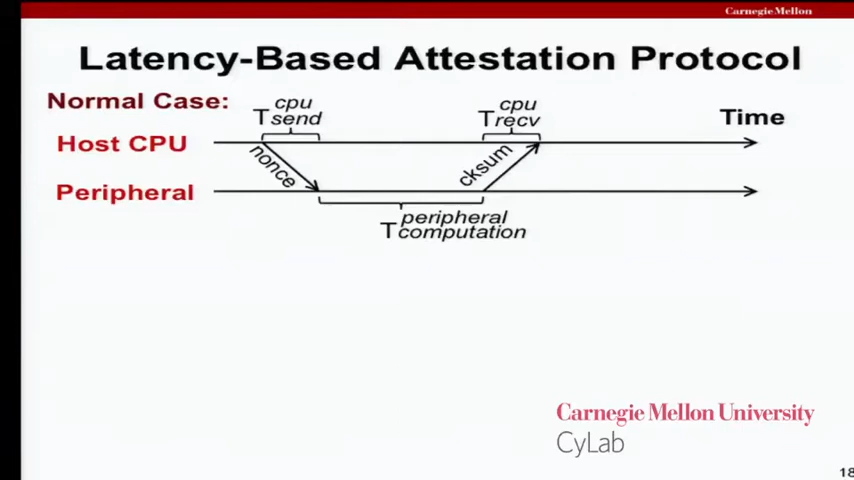 Carnegie Mellon
Latency-Based Attestation Protocol
Normal Case:
T cpu send
T cpu recv
Time
Host CPU
nonce
cksum
Peripheral
T peripheral computation
Carnegie Mellon University
CyLab
18